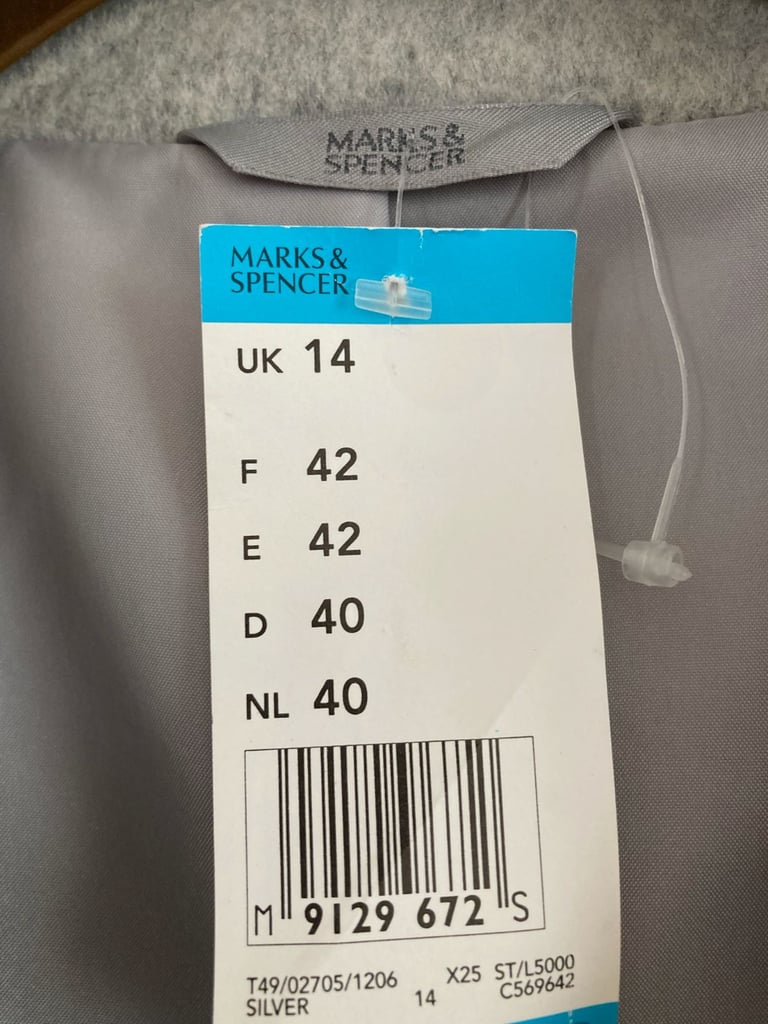 MARKS &
SPENCER
MARKS &
SPENCER
UK 14
F 42
E 42
D 40
NL 40
M 9129 672 S
T49/02705/1206 X25 ST/L5000
SILVER 14 C569642